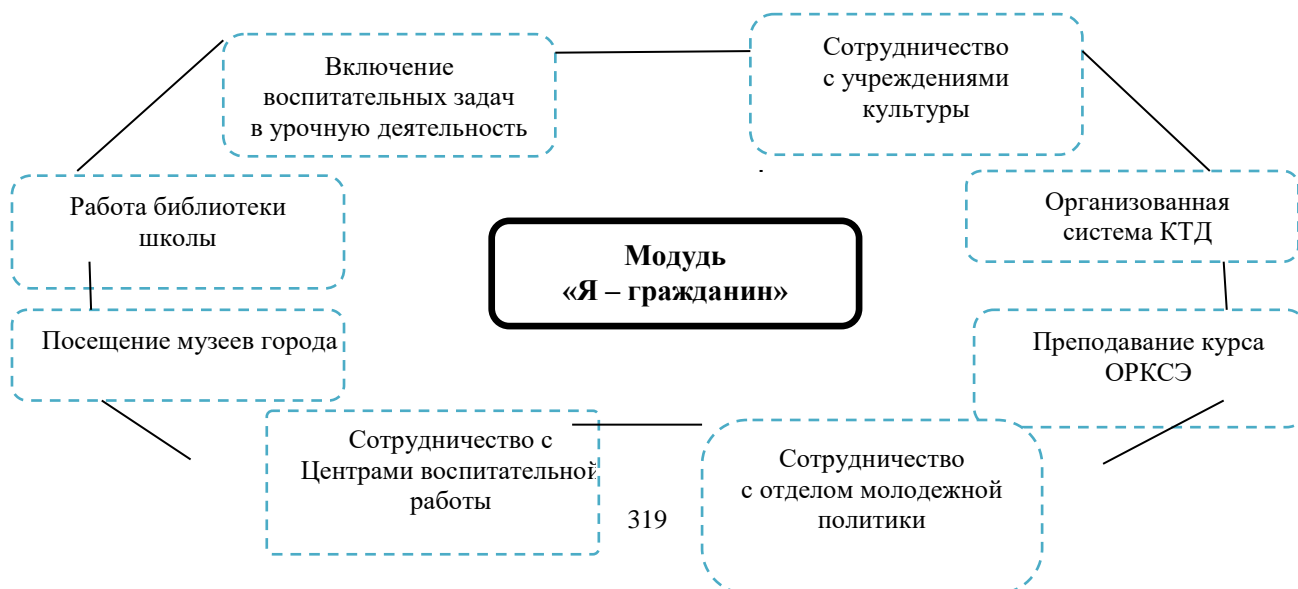 Включение
воспитательных задач
в урочную деятельность
Сотрудничество
с учреждениями
культуры
Работа библиотеки
школы
Модудь
«Я – гражданин»
Организованная
система КТД
Посещение музеев города
Преподавание курса
ОРКСЭ
Сотрудничество с
Центрами воспитательной
работы
Сотрудничество
с отделом молодежной
политики
319